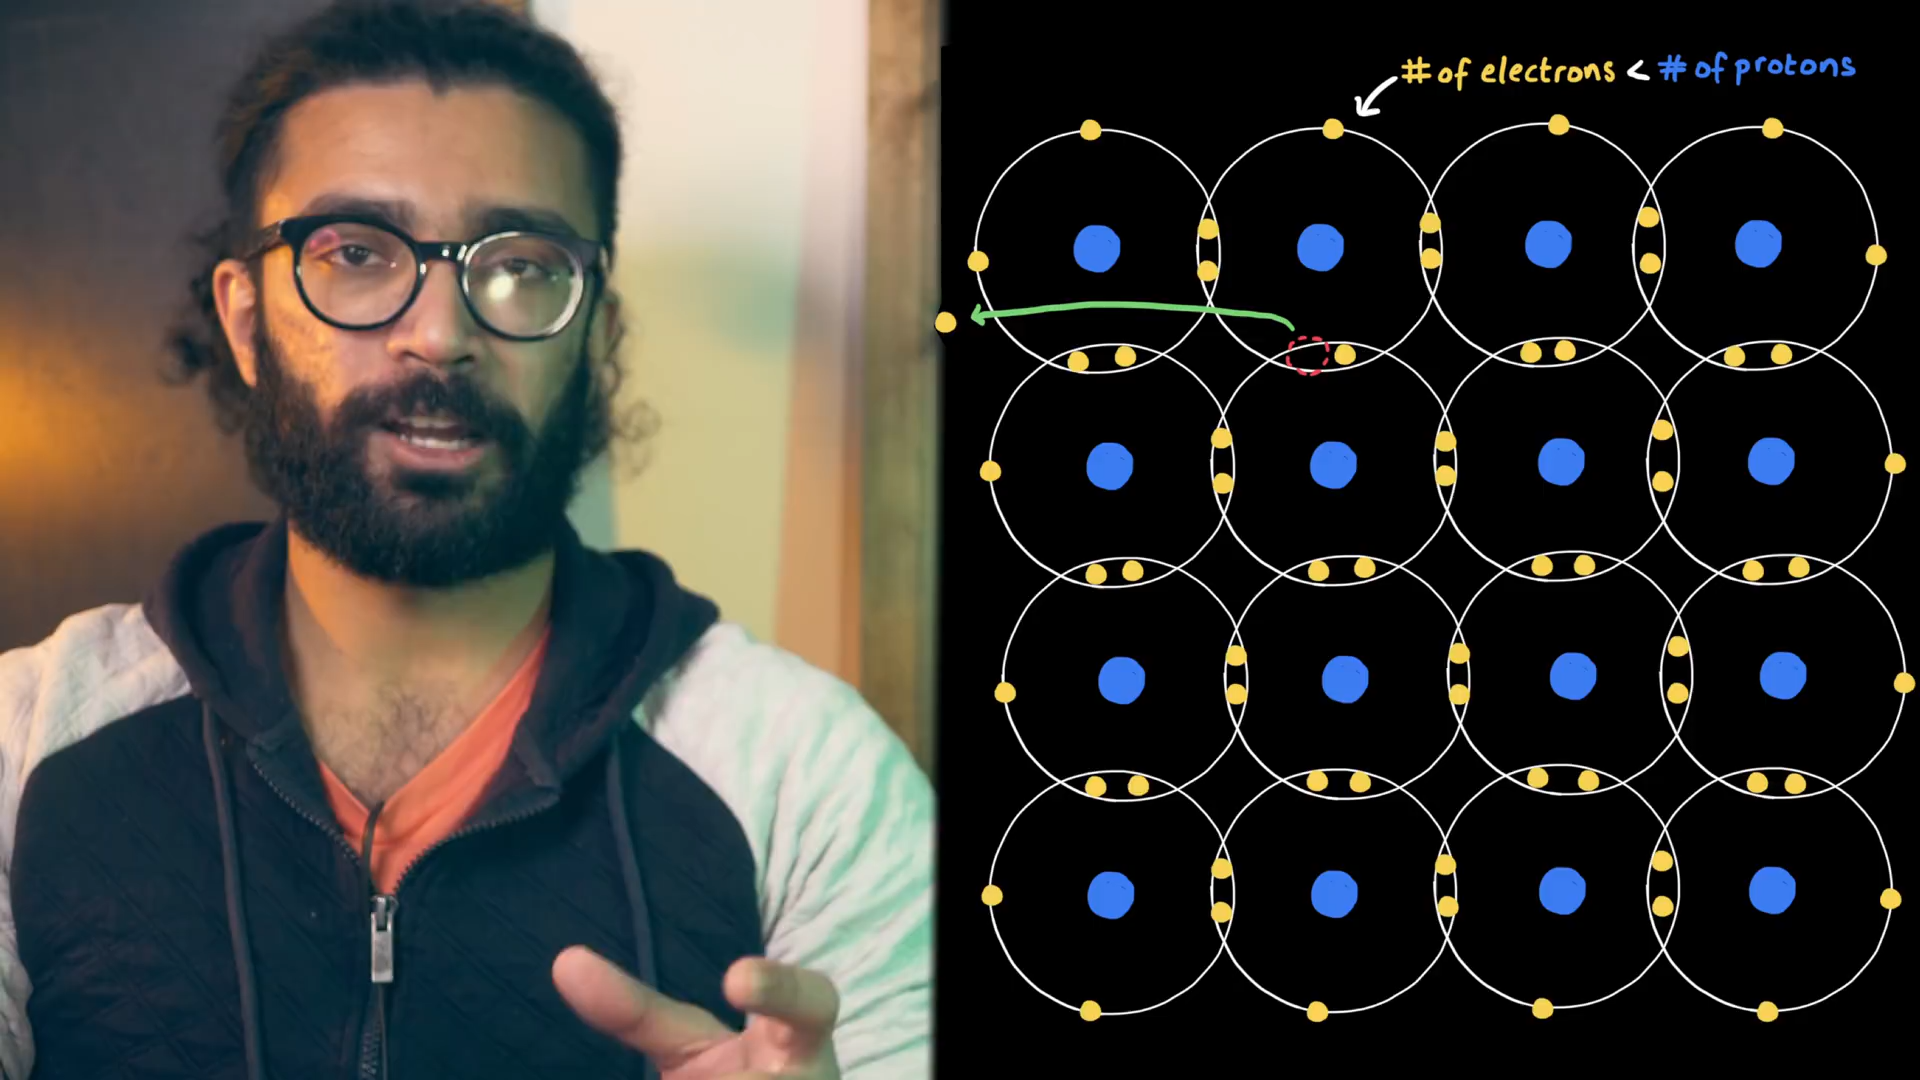 # of electrons < # of protons